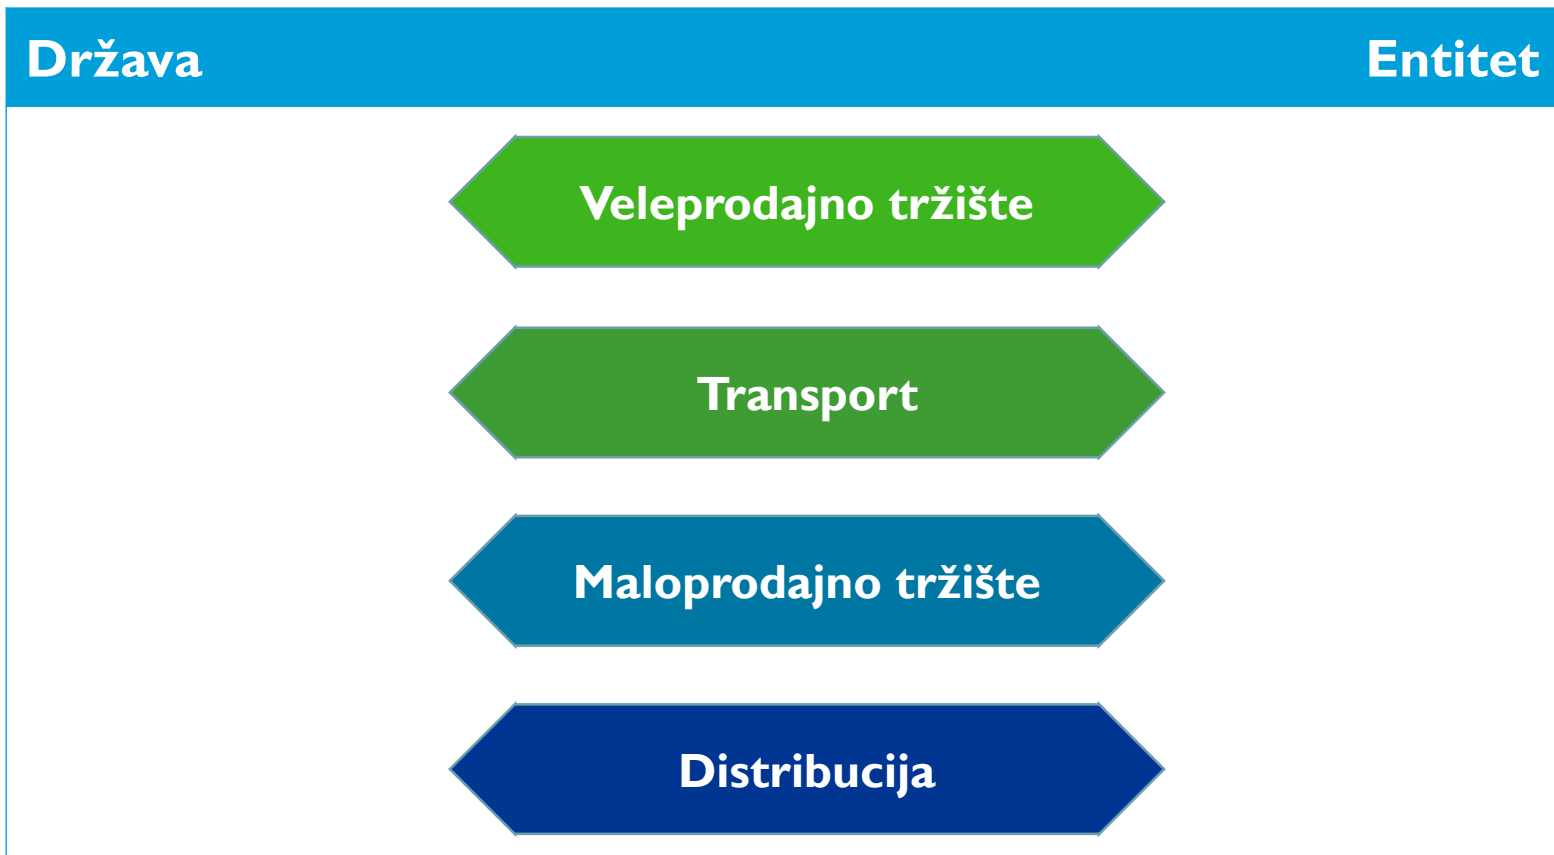 Država
Entitet
Veleprodajno tržište
Transport
Maloprodajno tržište
Distribucija